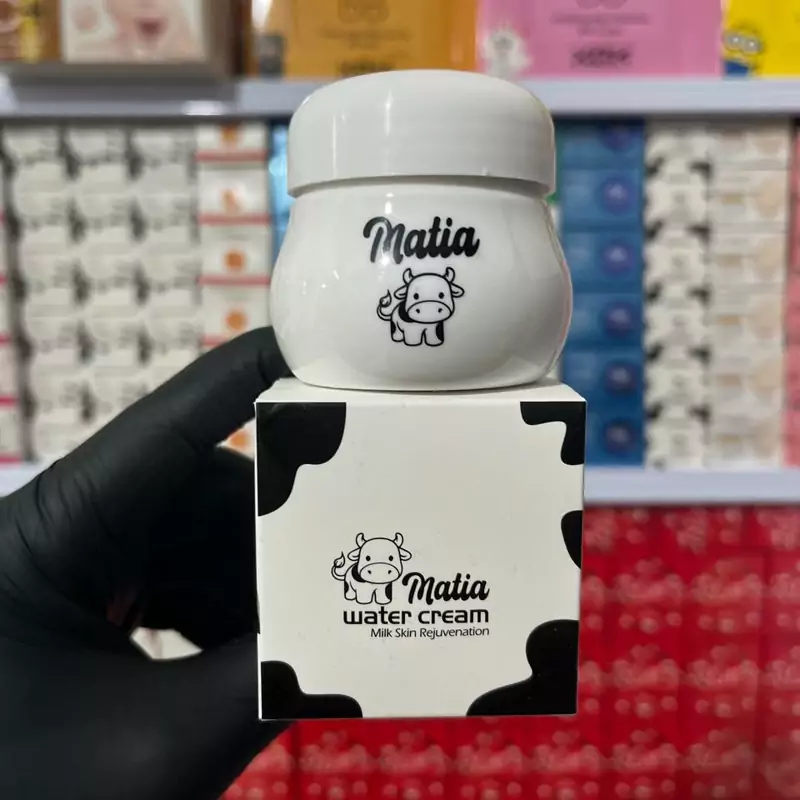 Matia
Matia
water cream
Milk Skin Rejuvenation